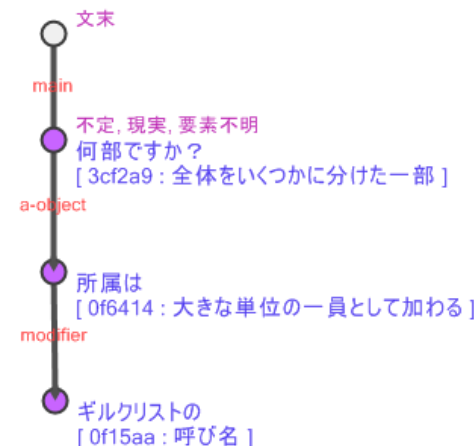 文末
main
不定, 現実, 要素不明
何部ですか？
[ 3cf2a9 : 全体をいくつかに分けた一部 ]
a-object
所属は
[ 0f6414 : 大きな単位の一員として加わる ]
modifier
ギルクリストの
[ 0f15aa : 呼び名 ]